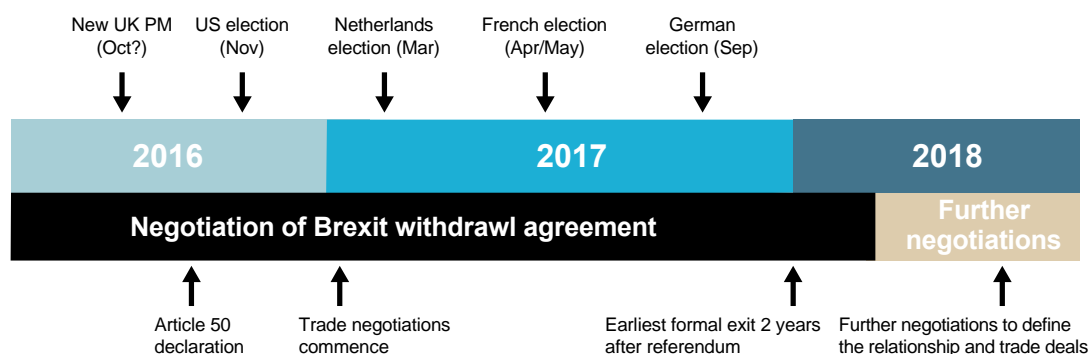 New UK PM
(Oct?)
US election
(Nov)
Netherlands
election (Mar)
French election
(Apr/May)
German
election (Sep)
2016
2017
2018
Negotiation of Brexit withdrawl agreement
Further
negotiations
Article 50
declaration
Trade negotiations
commence
Earliest formal exit 2 years
after referendum
Further negotiations to define
the relationship and trade deals